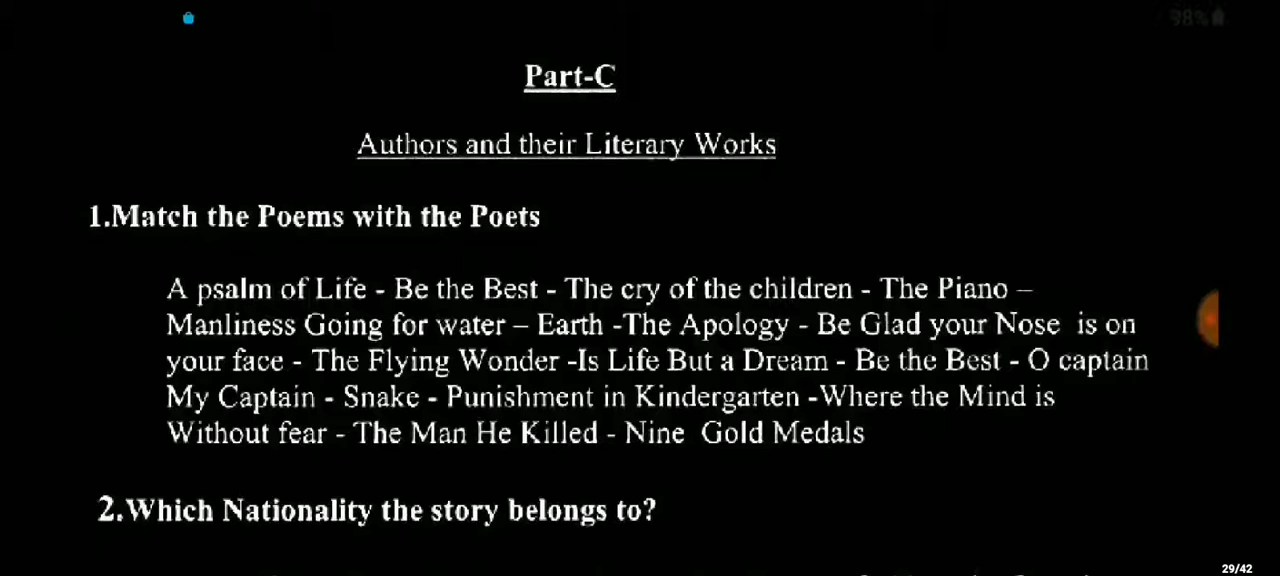 98%
Part-C
Authors and their Literary Works
1.Match the Poems with the Poets
A psalm of Life - Be the Best - The cry of the children - The Piano –
Manliness Going for water – Earth -The Apology - Be Glad your Nose is on
your face - The Flying Wonder -Is Life But a Dream - Be the Best - O captain
My Captain - Snake - Punishment in Kindergarten -Where the Mind is
Without fear - The Man He Killed - Nine Gold Medals
2.Which Nationality the story belongs to?
29/42